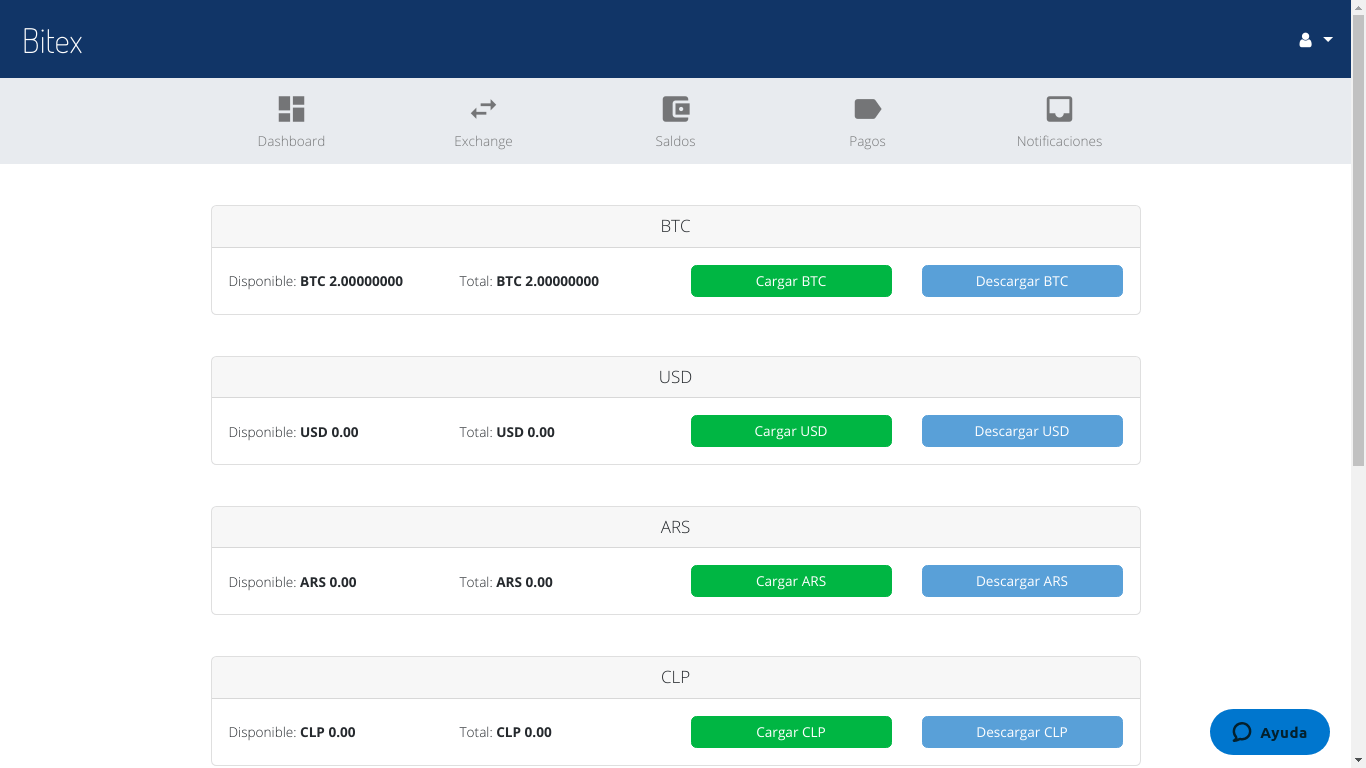 Bitex
Dashboard
Exchange
Saldos
Pagos
Notificaciones
BTC
Disponible: BTC 2.00000000 Total: BTC 2.00000000 Cargar BTC Descargar BTC
USD
Disponible: USD 0.00 Total: USD 0.00 Cargar USD Descargar USD
ARS
Disponible: ARS 0.00 Total: ARS 0.00 Cargar ARS Descargar ARS
CLP
Disponible: CLP 0.00 Total: CLP 0.00 Cargar CLP Descargar CLP
Ayuda